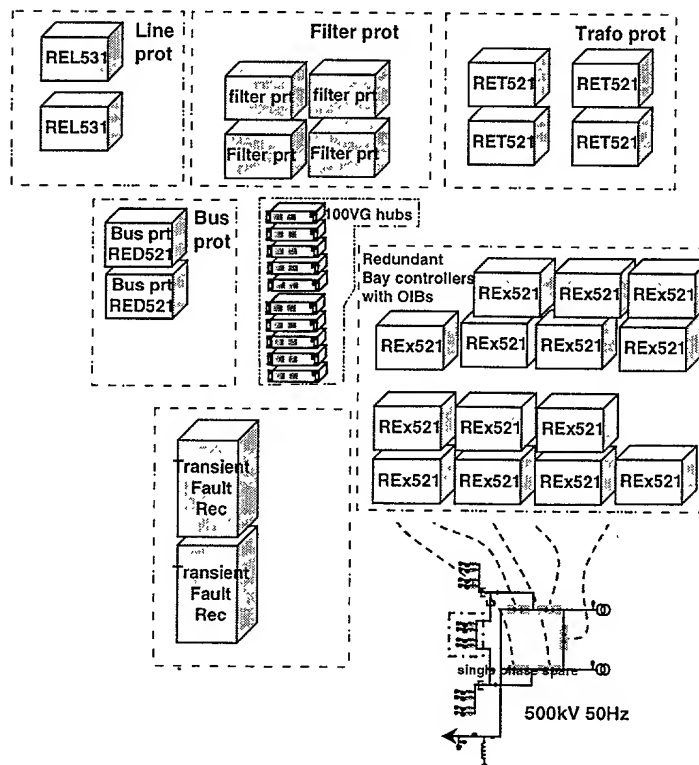 Line
prot
REL531
REL531
Filter prot
filter prt
filter prt
Filter prt
Filter prt
Trafo prot
RET521
RET521
RET521
RET521
Bus
prot
Bus prt
RED521
Bus prt
RED521
100VG hubs
Redundant
Bay controllers
with OIBs
REx521
REx521
REx521
REx521
REx521
REx521
REx521
REx521
REx521
REx521
REx521
REx521
REx521
REx521
Transient
Fault
Rec
Transient
Fault
Rec
single phase spare
500kV 50Hz